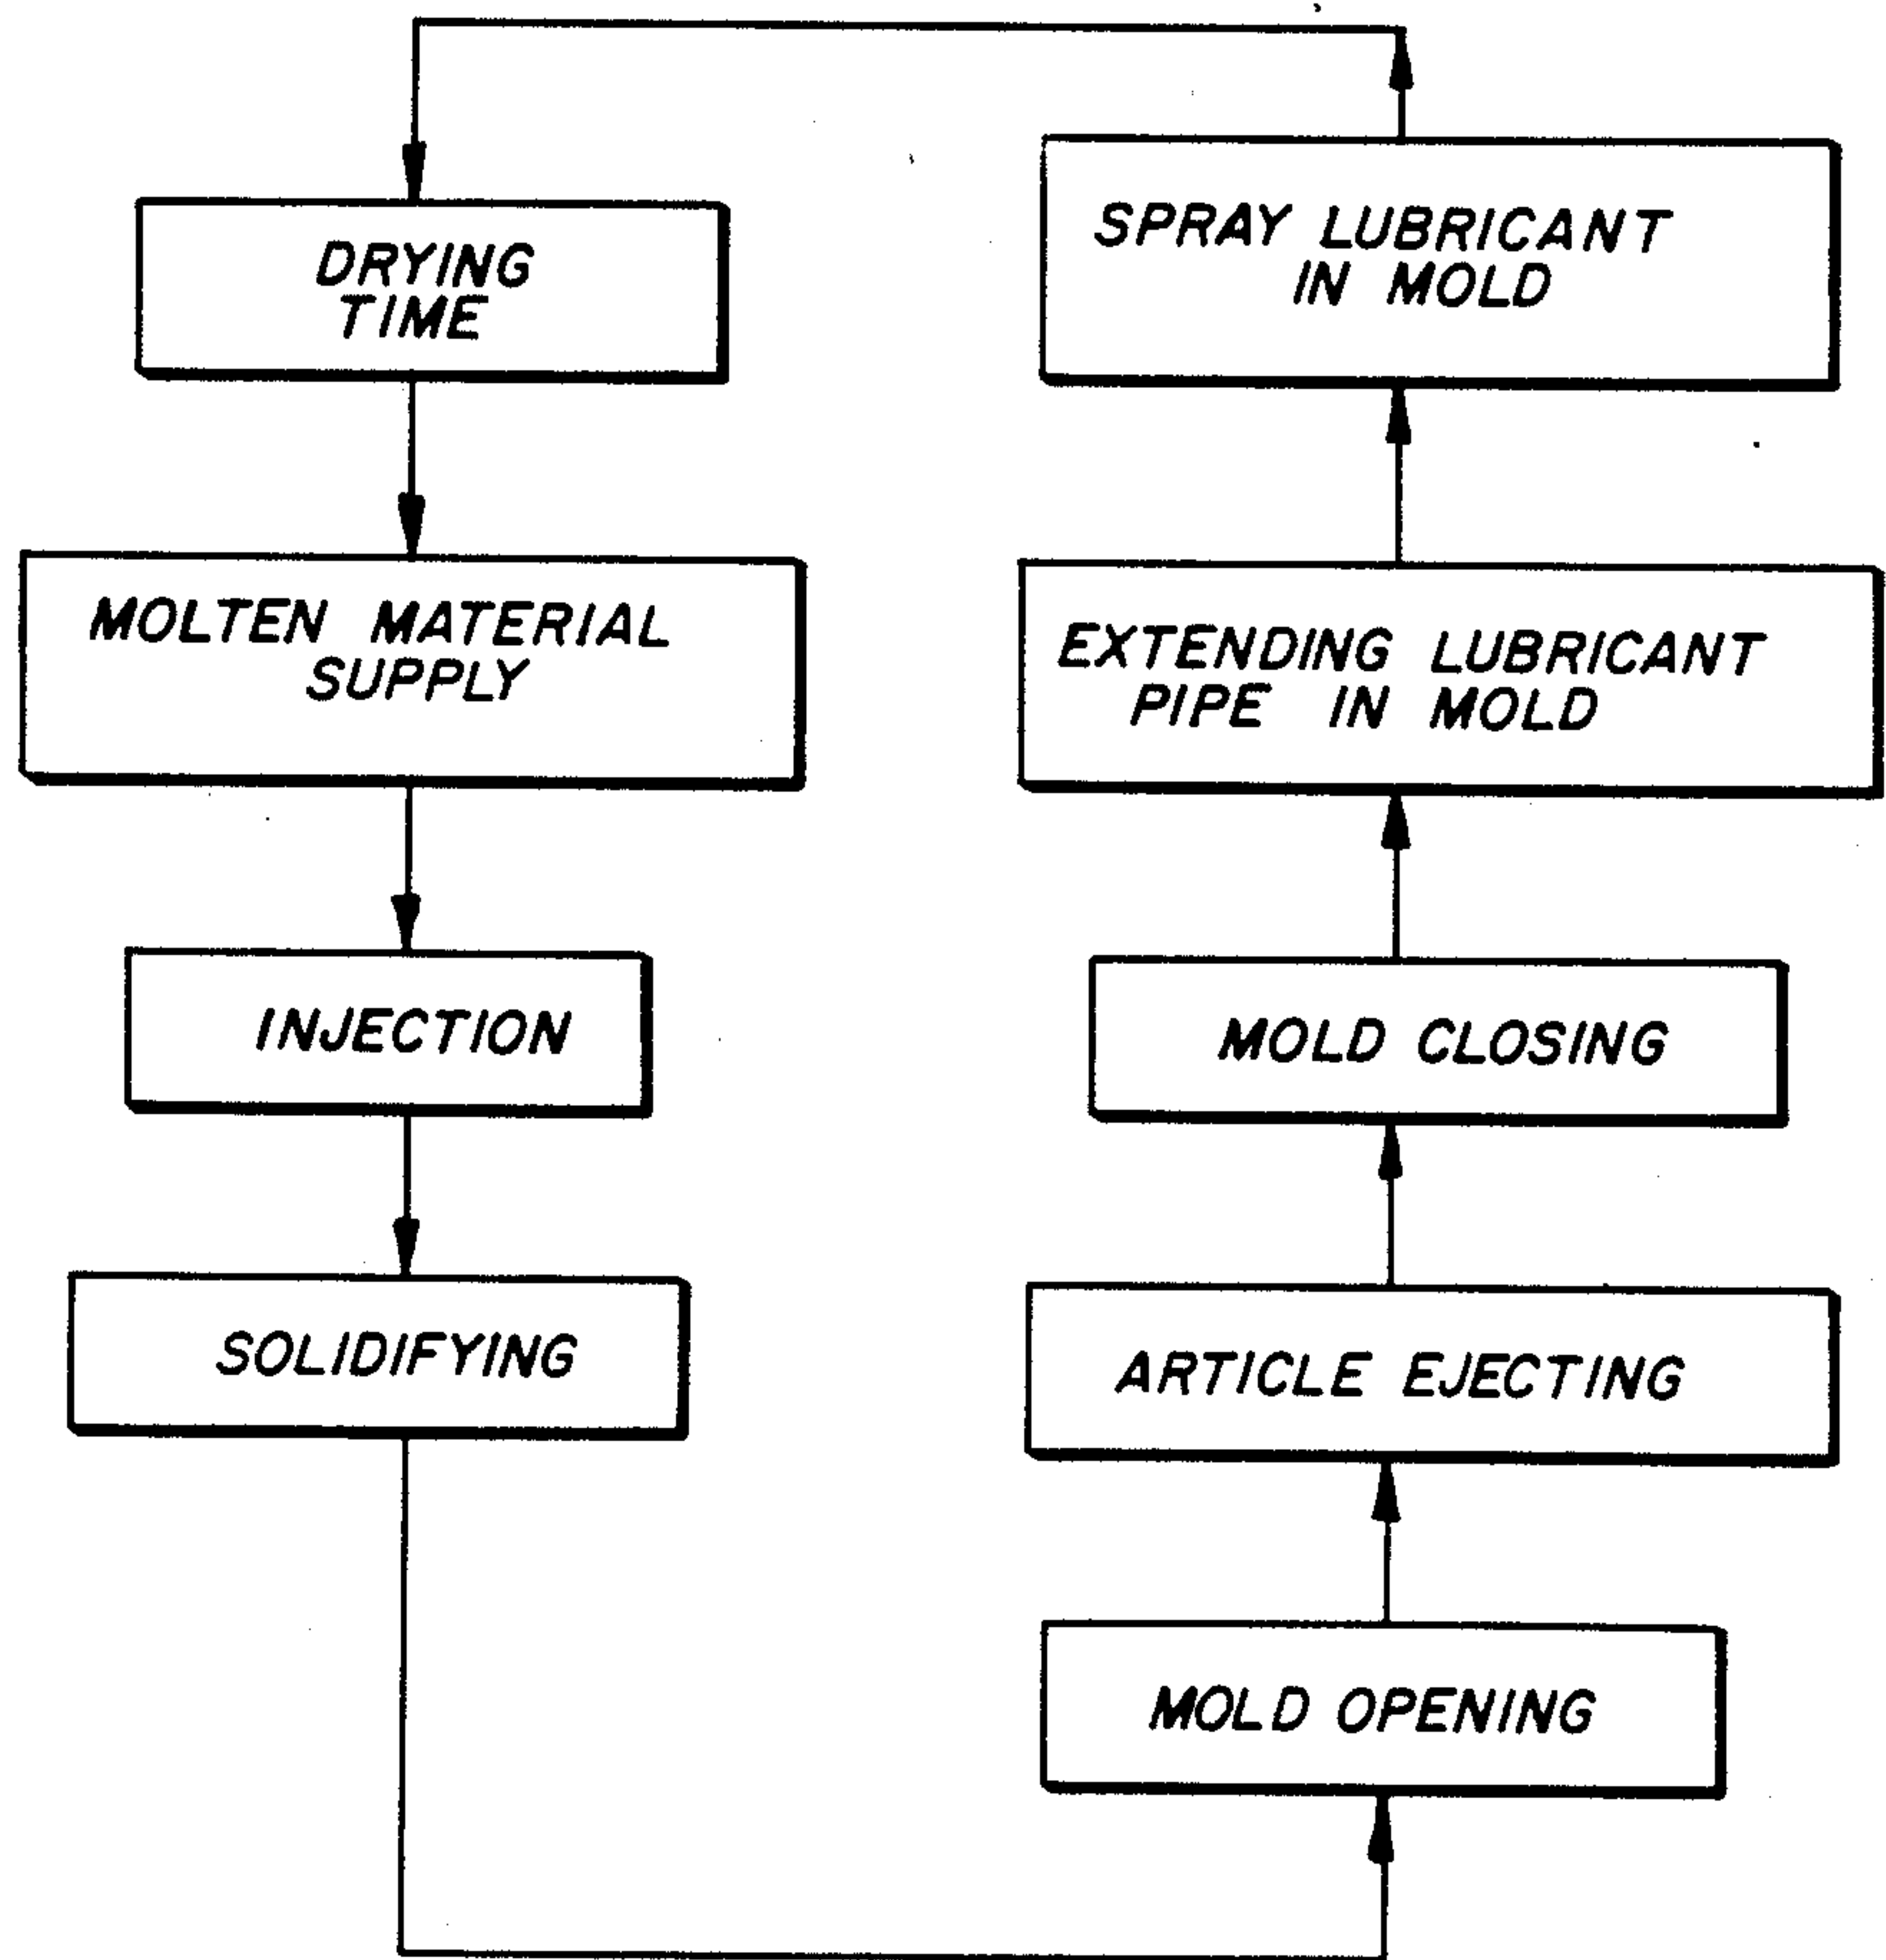 DRYING
TIME
MOLTEN MATERIAL
SUPPLY
INJECTION
SOLIDIFYING
SPRAY LUBRICANT
IN MOLD
EXTENDING LUBRICANT
PIPE IN MOLD
MOLD CLOSING
ARTICLE EJECTING
MOLD OPENING